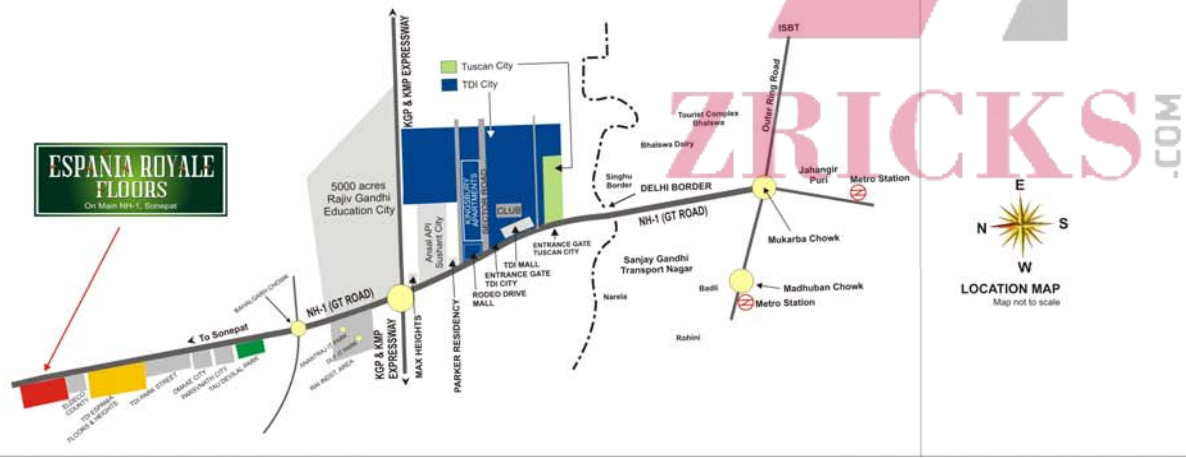 ESPANIA ROYALE
FLOORS
On Main NH-1, Sonepat
KGP & KMP EXPRESSWAY
Tuscan City
TDI City
5000 acres
Rajiv Gandhi
Education City
Ansal API
Sushant City
KINGSBURY
APARTMENTS
SECTOR ROAD
CLUB
TDI MALL
ENTRANCE GATE
TUSCAN CITY
ENTRANCE GATE
TDI CITY
RODEO DRIVE
MALL
PARKER RESIDENCY
MAX HEIGHTS
KGP & KMP
EXPRESSWAY
NH-1 (GT ROAD)
To Sonepat
RAI INDST. AREA
ELDECO
COUNTY
TDI ESPANIA
FLOORS & HEIGHTS
TDI PARK STREET
OMAXE CITY
PARSVNATH CITY
TAU DEVILAL PARK
Singhu
Border
DELHI BORDER
NH-1 (GT ROAD)
Sanjay Gandhi
Transport Nagar
Narela
Badli
Rohini
ISBT
Outer Ring Road
Tourist Complex
Bhalswa
Bhalswa Dairy
Jahangir
Puri
Metro Station
Mukarba Chowk
Madhuban Chowk
Metro Station
ZRICKS
.COM
E
N
S
W
LOCATION MAP
Map not to scale